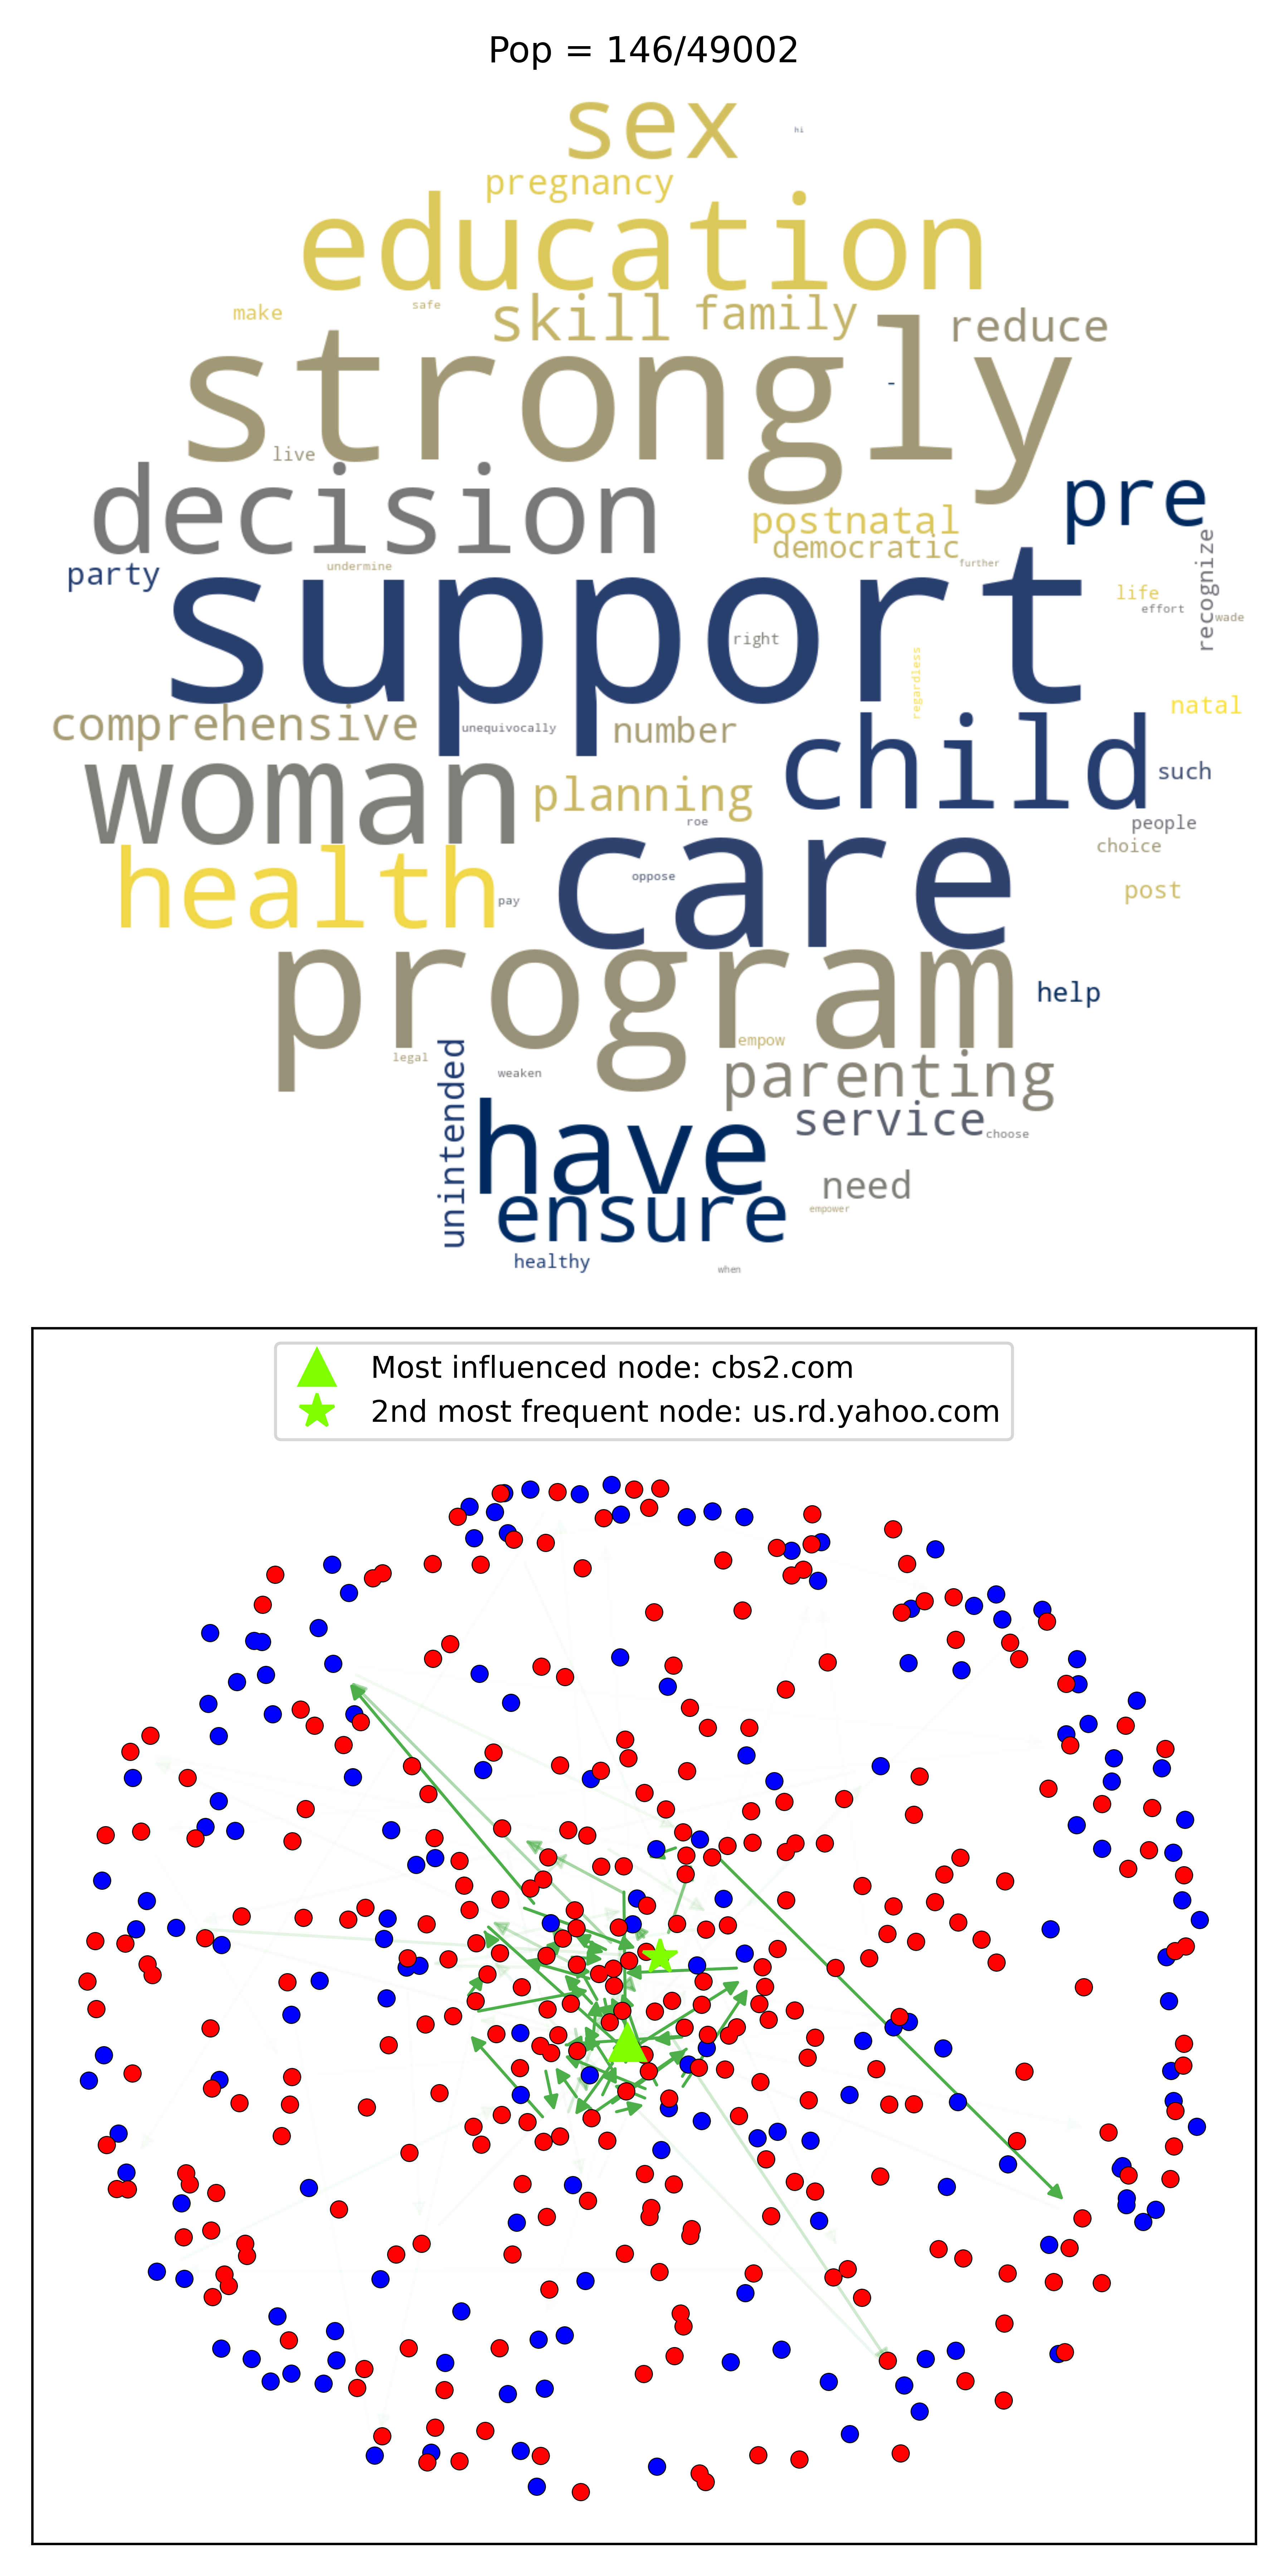 Pop = 146/49002
sex
hi
pregnancy
education
make
safe
skill
family
reduce
strongly
-
live
decision
pre
postnatal
democratic
party
undermine
further
recognize
support
life
effort
wade
right
regardless
natal
comprehensive
unequivocally
number
child
such
woman
planning
roe
people
choice
health
care
oppose
pay
post
program
help
empow
legal
weaken
unintended
parenting
have
service
choose
need
ensure
empower
healthy
when
Most influenced node: cbs2.com
2nd most frequent node: us.rd.yahoo.com